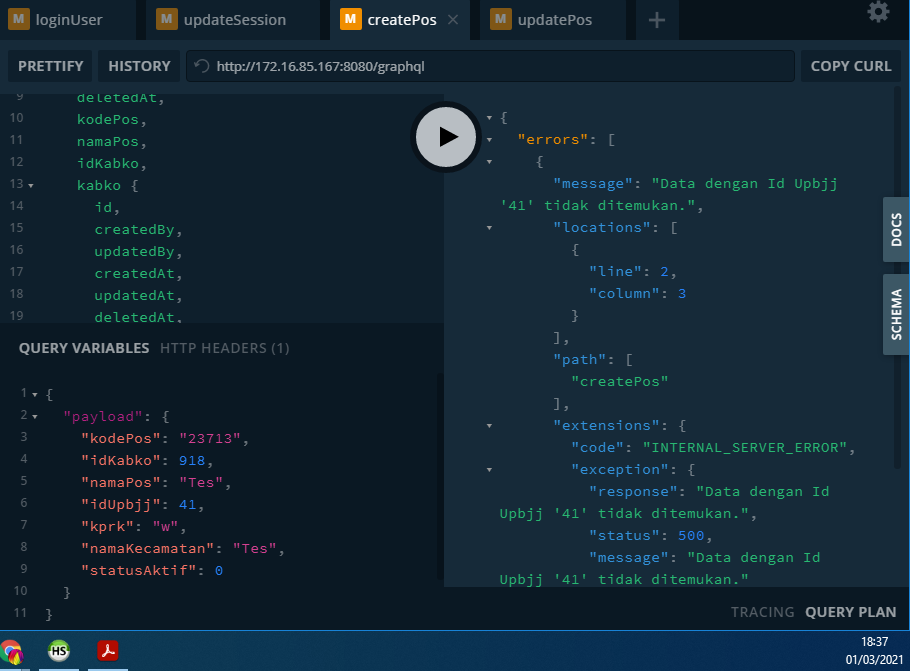 M loginUser
M updateSession
M createPos ×
M updatePos
+
PRETTIFY
HISTORY
http://172.16.85.167:8080/graphql
COPY CURL
9 deletedAt,
10 kodePos,
11 namaPos,
12 idKabko,
13 kabko {
14 id,
15 createdBy,
16 updatedBy,
17 createdAt,
18 updatedAt,
19 deletedAt,
QUERY VARIABLES HTTP HEADERS (1)
1 {
2 "payload": {
3 "kodePos": "23713",
4 "idKabko": 918,
5 "namaPos": "Tes",
6 "idUpbjj": 41,
7 "kprk": "w",
8 "namaKecamatan": "Tes",
9 "statusAktif": 0
10 }
11 }
{
"errors": [
{
"message": "Data dengan Id Upbjj
'41' tidak ditemukan.",
"locations": [
{
"line": 2,
"column": 3
}
],
"path": [
"createPos"
],
"extensions": {
"code": "INTERNAL_SERVER_ERROR",
"exception": {
"response": "Data dengan Id
Upbjj '41' tidak ditemukan.",
"status": 500,
"message": "Data dengan Id
Upbjj '41' tidak ditemukan."
DOCS
SCHEMA
TRACING QUERY PLAN
HS
18:37
01/03/2021